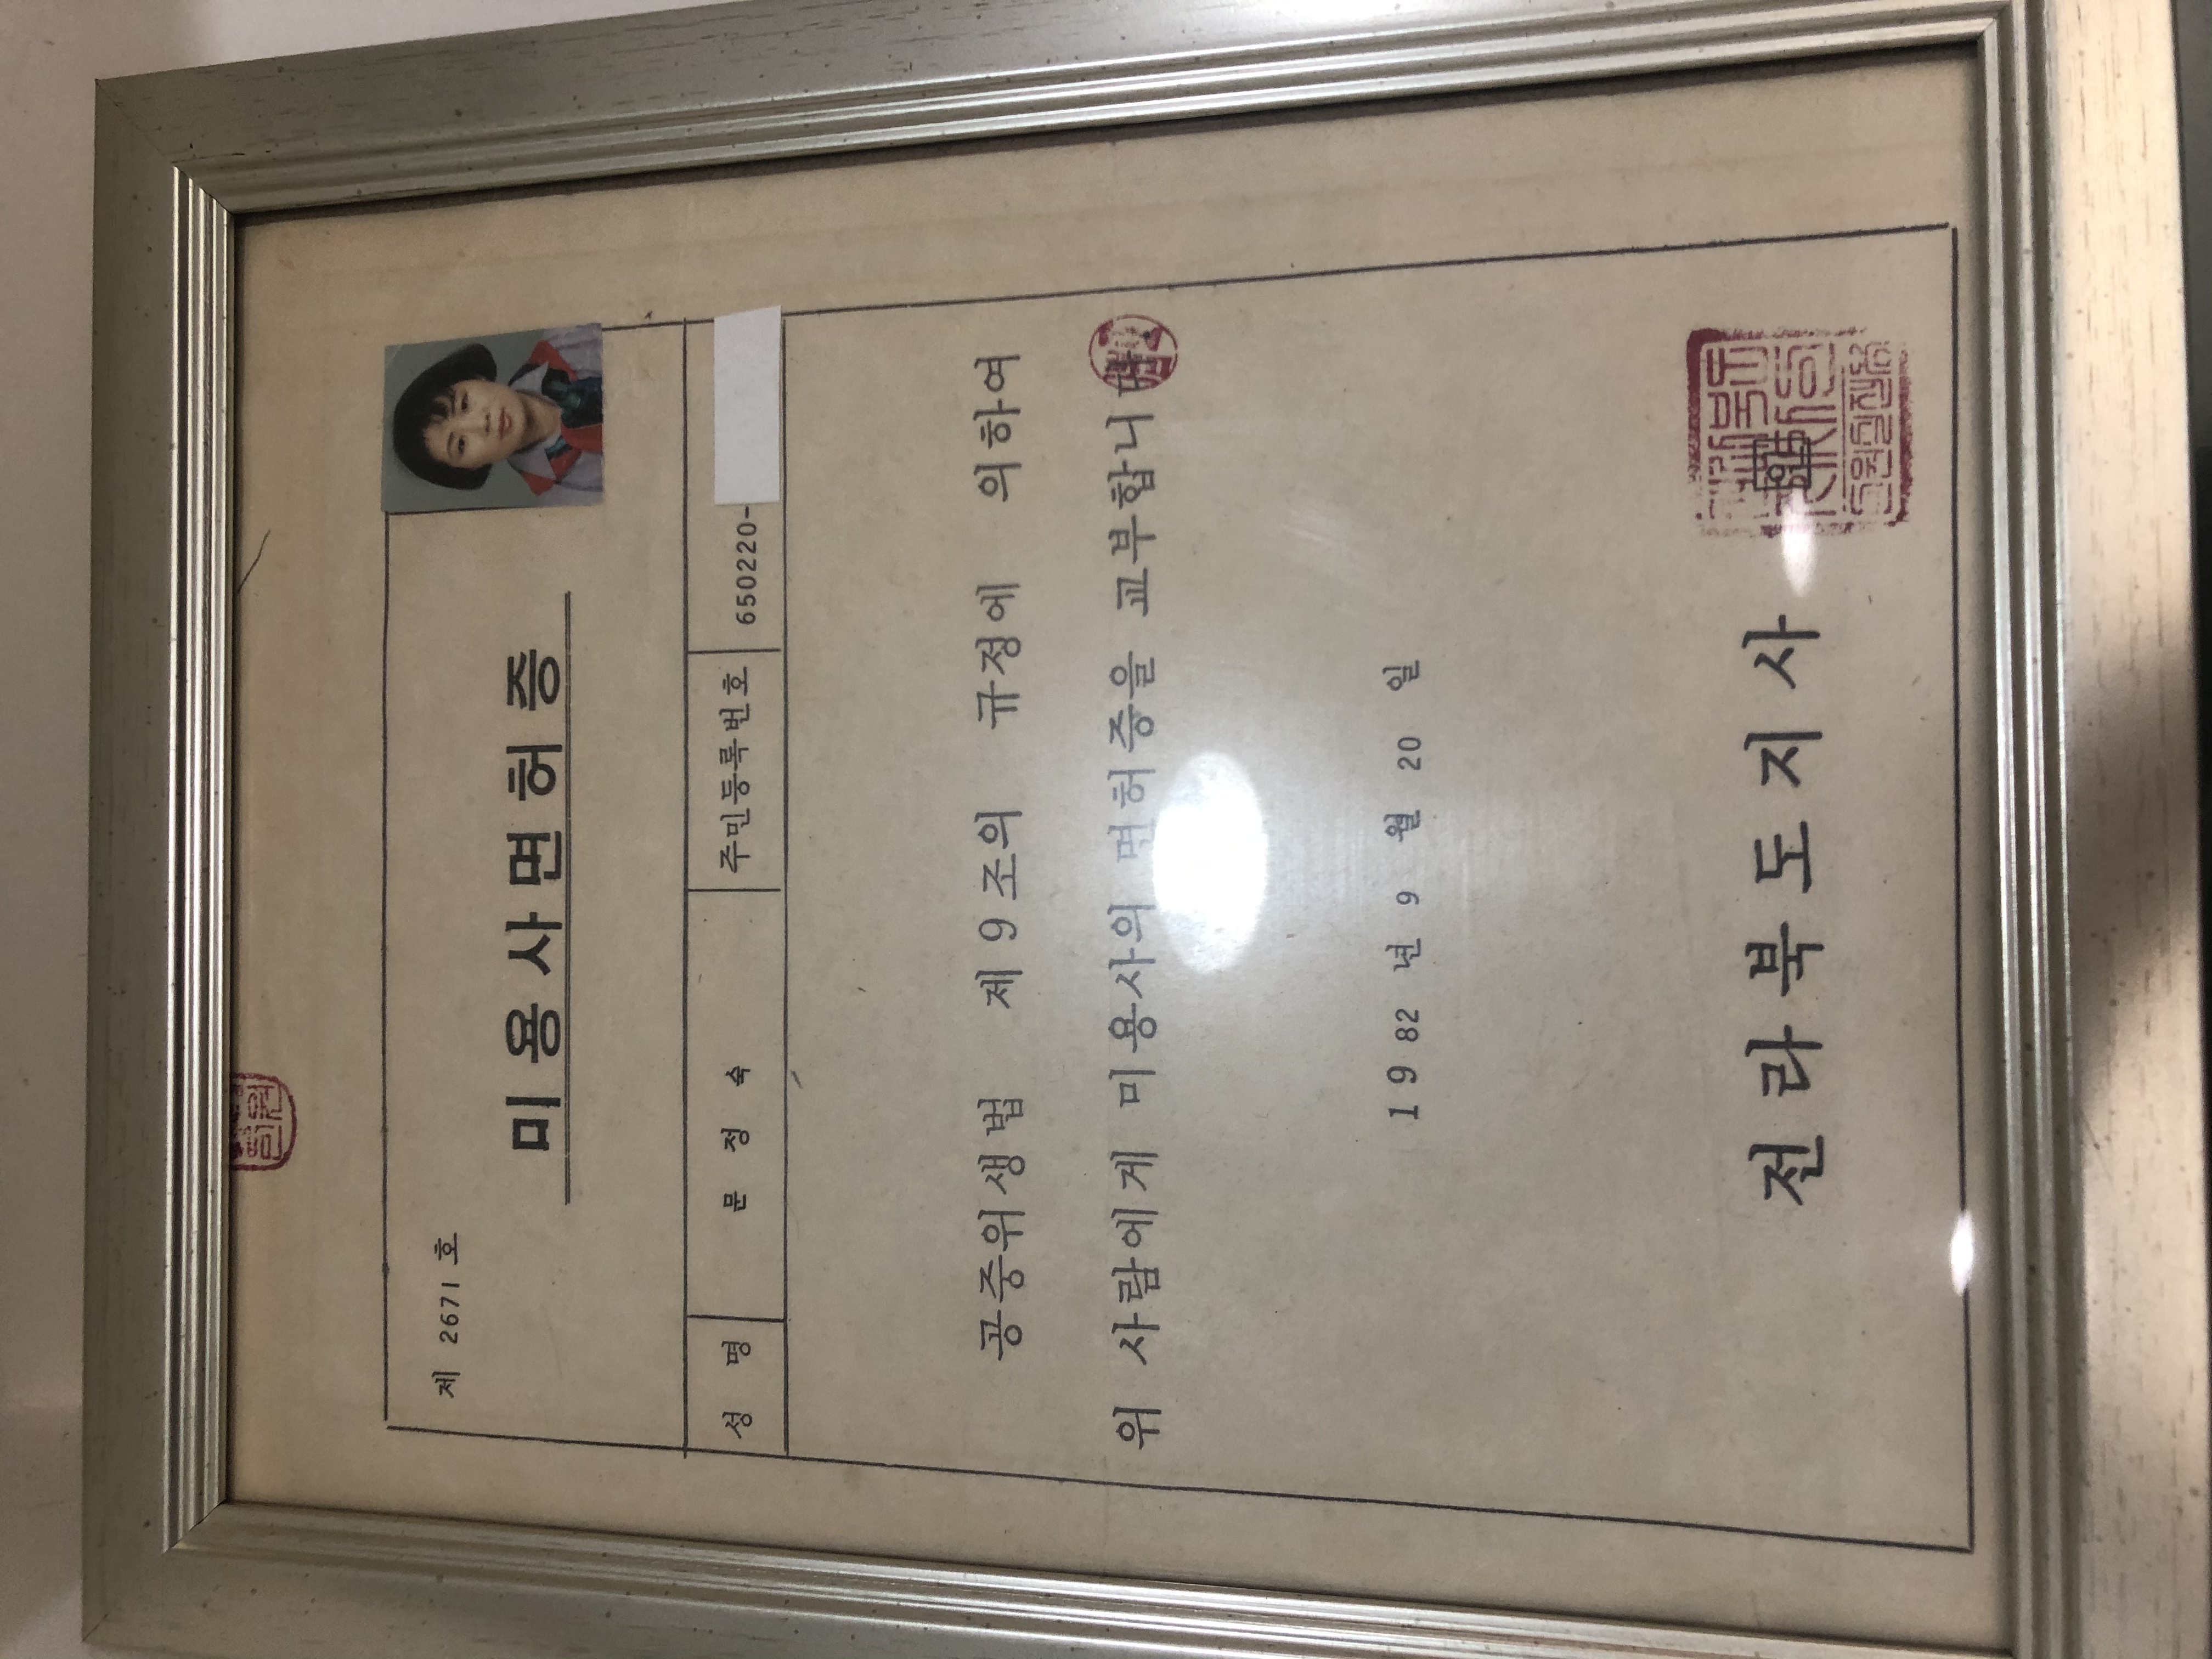 제 2671 호
미용사면허증
성 명 문 정 숙 주민등록번호 650220-
공중위생법 제9조의 규정에 의하여
위 사람에게 미용사의 면허증을 교부합니다
1982 년 9 월 20 일
전라북도지사